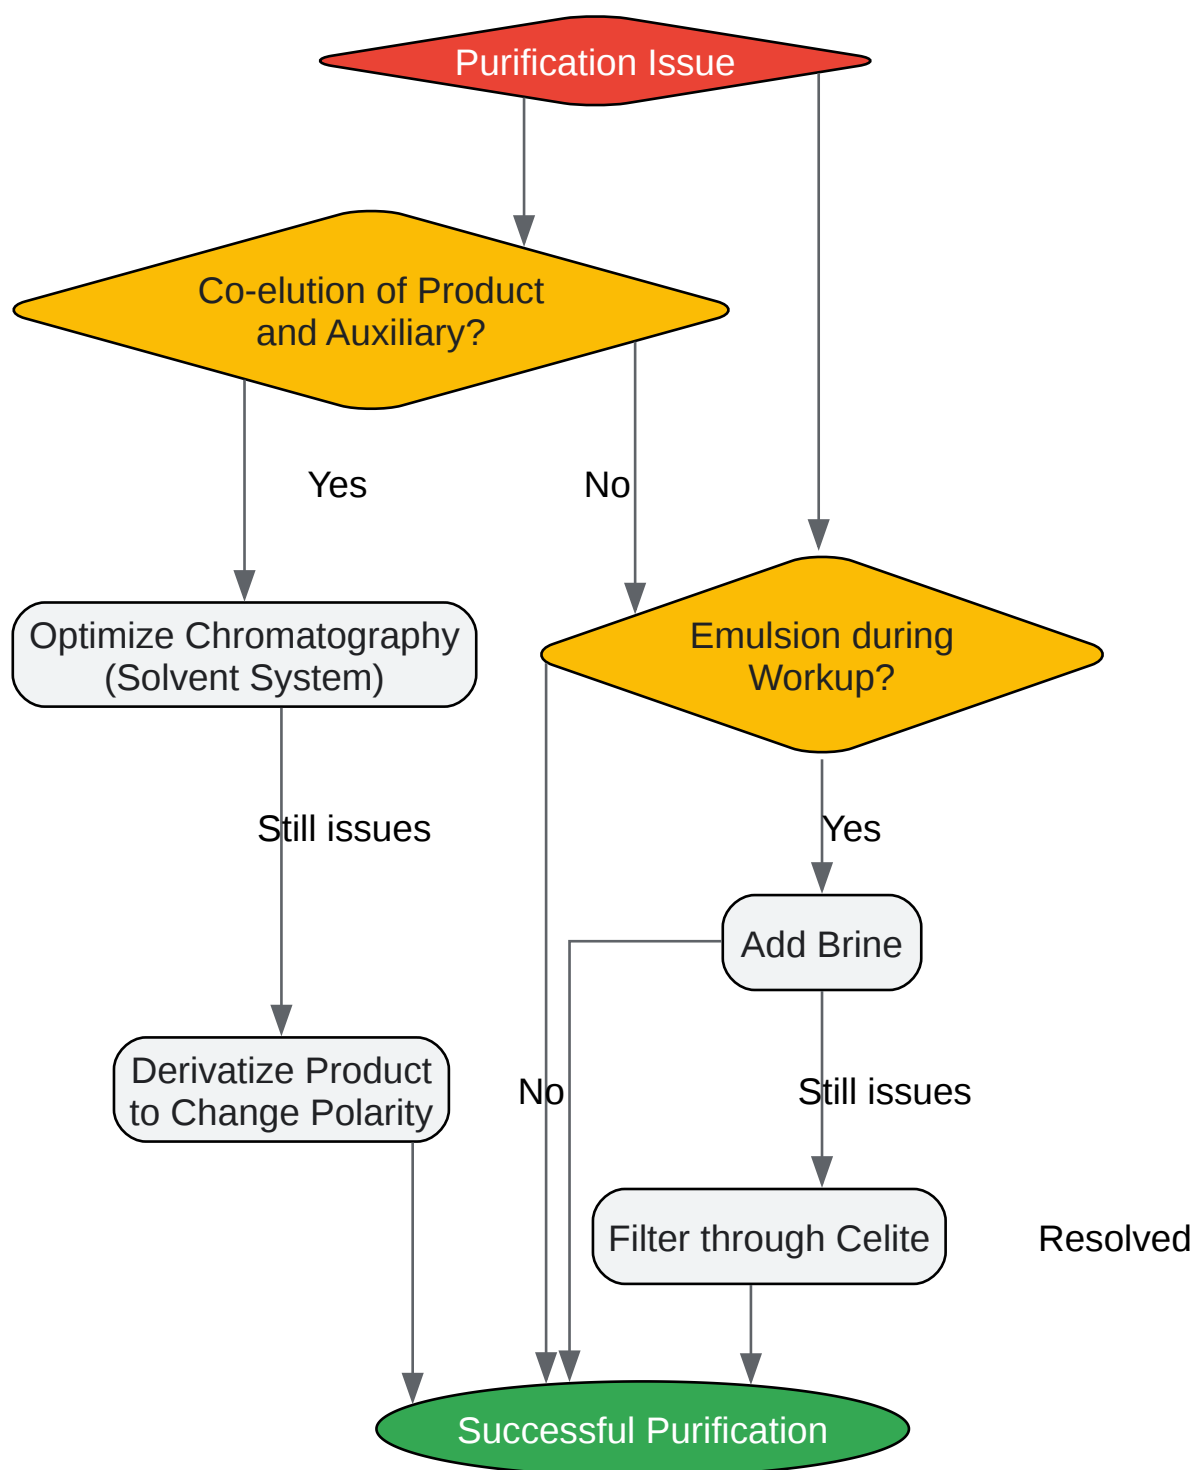 Purification Issue
Co-elution of Product
and Auxiliary?
Yes
No
Optimize Chromatography
(Solvent System)
Emulsion during
Workup?
Still issues
Yes
Add Brine
Derivatize Product
to Change Polarity
No
Still issues
Filter through Celite
Resolved
Successful Purification